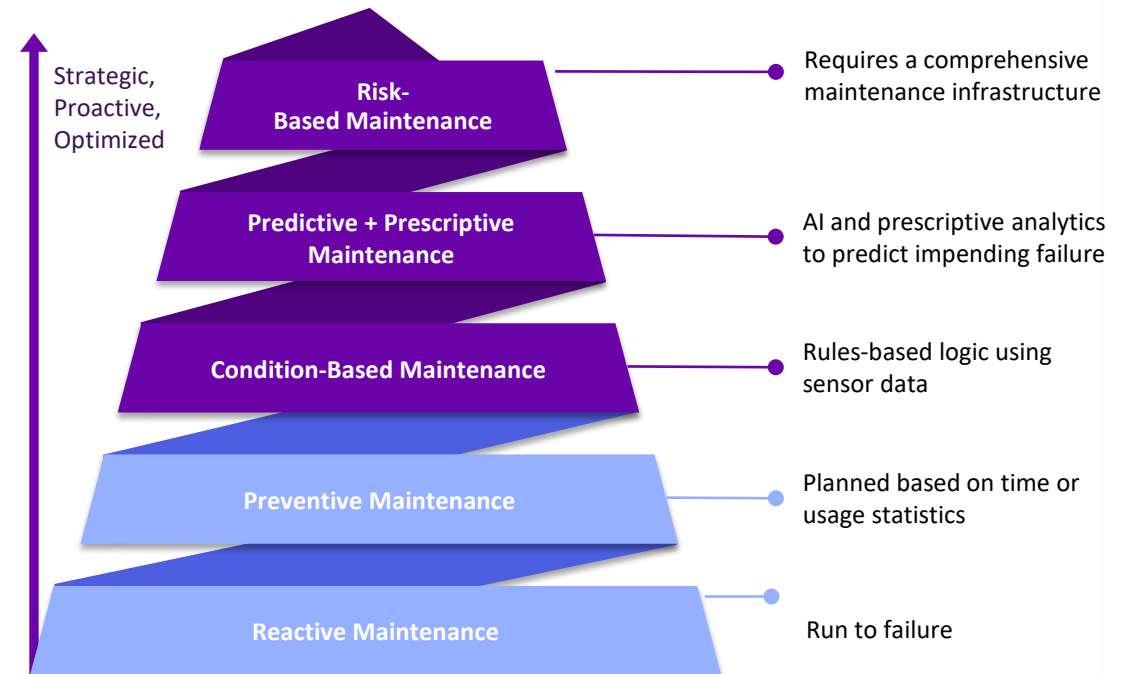 Strategic,
Proactive,
Optimized
Risk-
Based Maintenance
Requires a comprehensive
maintenance infrastructure
Predictive + Prescriptive
Maintenance
AI and prescriptive analytics
to predict impending failure
Condition-Based Maintenance
Rules-based logic using
sensor data
Preventive Maintenance
Planned based on time or
usage statistics
Reactive Maintenance
Run to failure